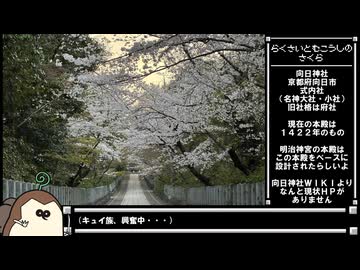 らくさいとむこうしの
さくら
向日神社
京都府向日市
式内社
（名神大社・小社）
旧社格は府社
現在の本殿は
１４２２年のもの
明治神宮の本殿は
この本殿をベースに
設計されたらしいよ
向日神社ＷＩＫＩより
なんと現状ＨＰが
ありません
（キュイ族、興奮中・・・）